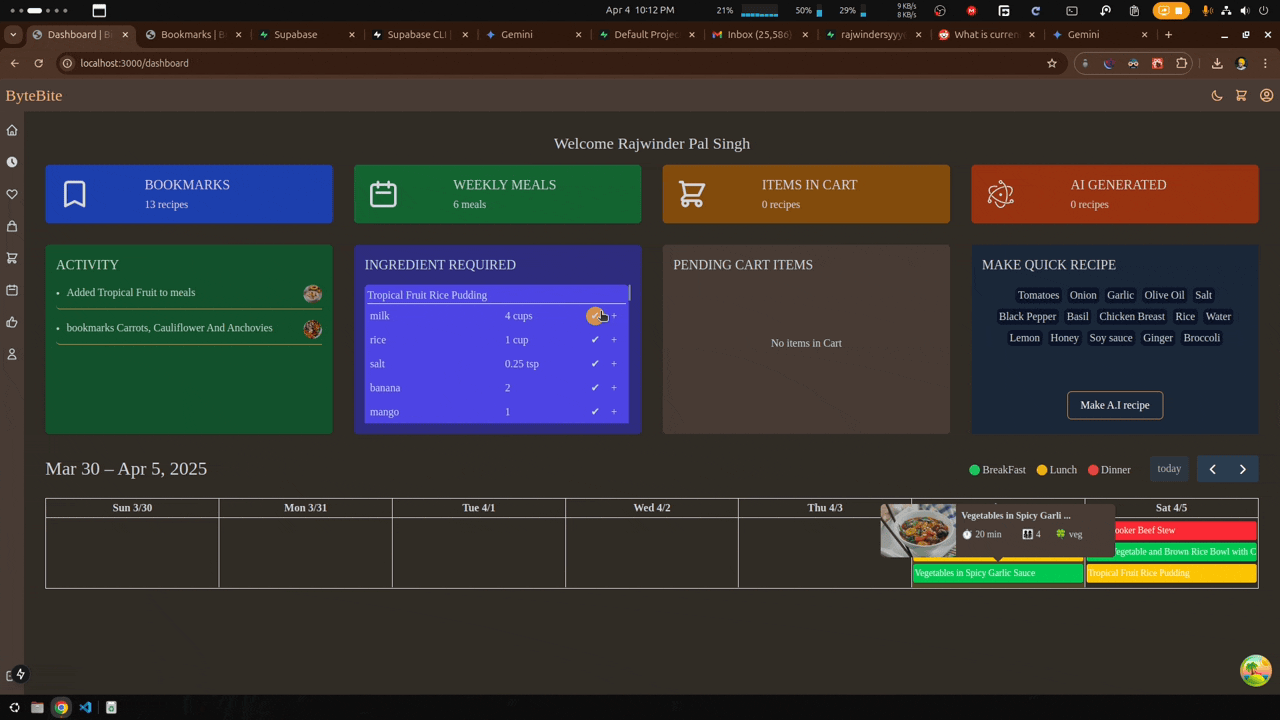 Apr 4 10:12 PM
21%
50%
29%
9 KB/s
8 KB/s
Dashboard | B
Bookmarks | B
Supabase
Supabase CLI
Gemini
Default Projec
Inbox (25,586)
rajwindersyyy
What is curren
Gemini
localhost:3000/dashboard
ByteBite
Welcome Rajwinder Pal Singh
BOOKMARKS
13 recipes
WEEKLY MEALS
6 meals
ITEMS IN CART
0 recipes
AI GENERATED
0 recipes
ACTIVITY
• Added Tropical Fruit to meals
• bookmarks Carrots, Cauliflower And Anchovies
INGREDIENT REQUIRED
Tropical Fruit Rice Pudding
milk 4 cups ✔ +
rice 1 cup ✔ +
salt 0.25 tsp ✔ +
banana 2 ✔ +
mango 1 ✔ +
PENDING CART ITEMS
No items in Cart
MAKE QUICK RECIPE
Tomatoes Onion Garlic Olive Oil Salt
Black Pepper Basil Chicken Breast Rice Water
Lemon Honey Soy sauce Ginger Broccoli
Make A.I recipe
Mar 30 – Apr 5, 2025
BreakFast Lunch Dinner
today
Sun 3/30 Mon 3/31 Tue 4/1 Wed 4/2 Thu 4/3 Sat 4/5
Vegetables in Spicy Garli ...
20 min 4 veg
ooker Beef Stew
egetable and Brown Rice Bowl with C
Vegetables in Spicy Garlic Sauce
Tropical Fruit Rice Pudding